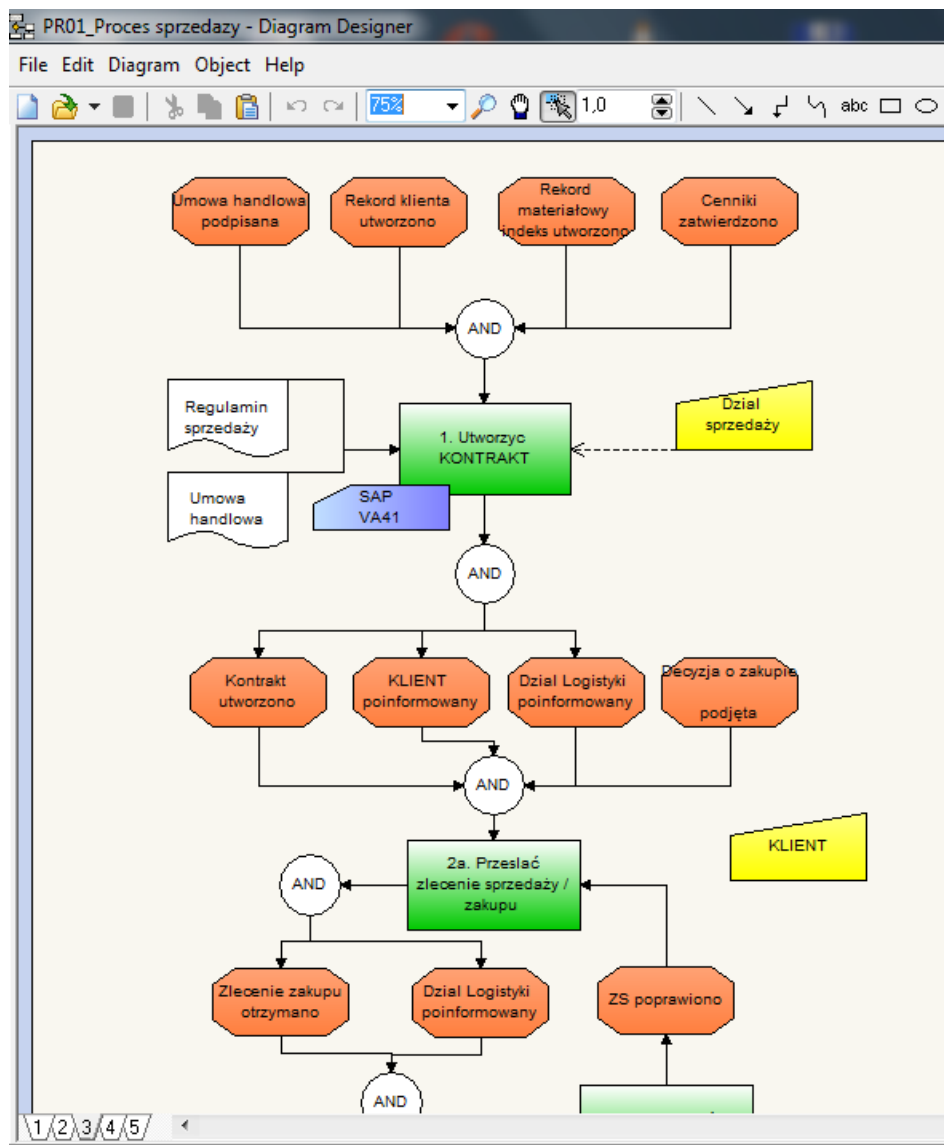 PR01_Proces sprzedazy - Diagram Designer
File Edit Diagram Object Help
75%
1,0
abc
Umowa handlowa
podpisana
Rekord klienta
utworzono
Rekord
materiałowy
indeks utworzono
Cenniki
zatwierdzono
AND
Regulamin
sprzedaży
1. Utworzyc
KONTRAKT
Dzial
sprzedaży
Umowa
handlowa
SAP
VA41
AND
Kontrakt
utworzono
KLIENT
poinformowany
Dzial Logistyki
poinformowany
Decyzja o zakupie
podjęta
AND
KLIENT
2a. Przeslać
zlecenie sprzedaży /
zakupu
AND
Zlecenie zakupu
otrzymano
Dzial Logistyki
poinformowany
ZS poprawiono
AND
1 2 3 4 5